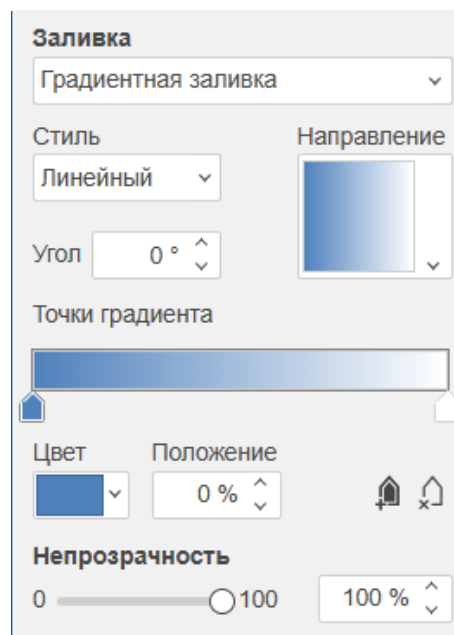 Заливка
Градиентная заливка
Стиль Направление
Линейный
Угол 0 °
Точки градиента
Цвет Положение
0 %
Непрозрачность
0 100 100 %